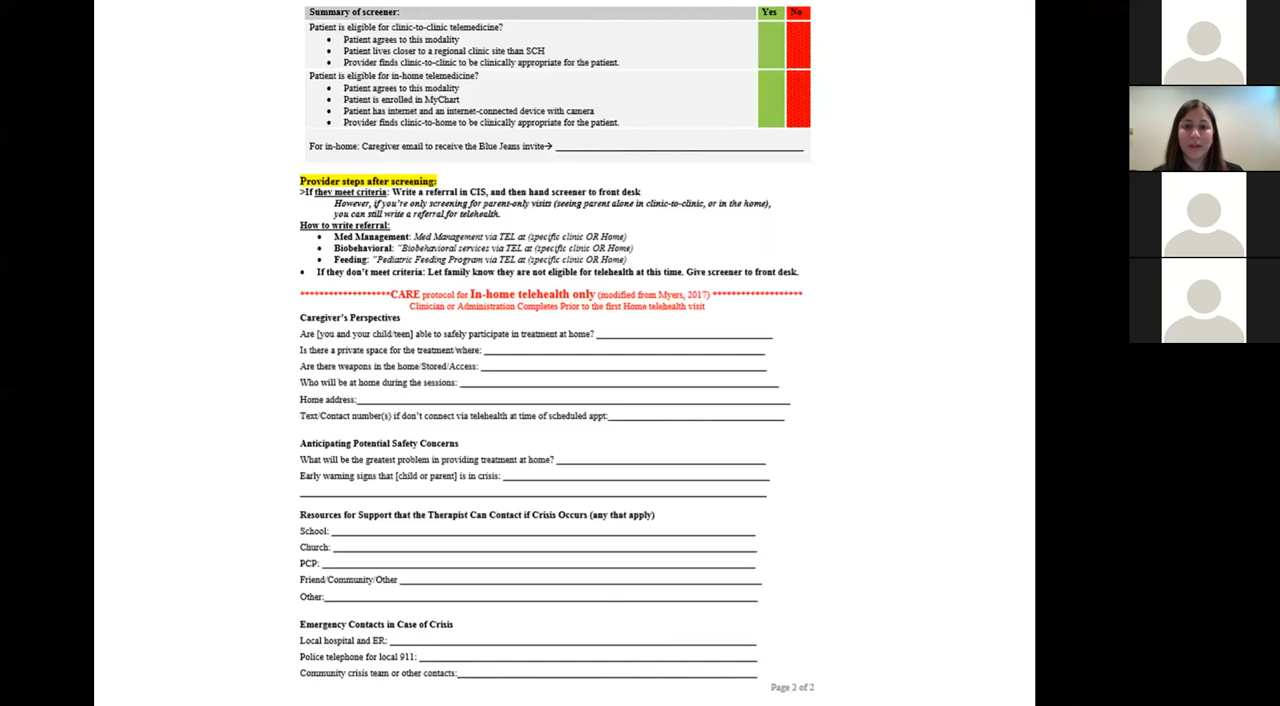 Summary of screener: Yes No
Patient is eligible for clinic-to-clinic telemedicine?
• Patient agrees to this modality
• Patient lives closer to a regional clinic site than SCH
• Provider finds clinic-to-clinic to be clinically appropriate for the patient.
Patient is eligible for in-home telemedicine?
• Patient agrees to this modality
• Patient is enrolled in MyChart
• Patient has internet and an internet-connected device with camera
• Provider finds clinic-to-home to be clinically appropriate for the patient.
For in-home: Caregiver email to receive the Blue Jeans invite→ ____
Provider steps after screening:
>If they meet criteria: Write a referral in CIS, and then hand screener to front desk
However, if you're only screening for parent-only visits (seeing parent alone in clinic-to-clinic, or in the home),
you can still write a referral for telehealth.
How to write referral:
• Med Management: Med Management via TEL at (specific clinic OR Home)
• Biobehavioral: "Biobehavioral services via TEL at (specific clinic OR Home)
• Feeding: "Pediatric Feeding Program via TEL at (specific clinic OR Home)
• If they don't meet criteria: Let family know they are not eligible for telehealth at this time. Give screener to front desk.
*******************CARE protocol for In-home telehealth only (modified from Myers, 2017) *******************
Clinician or Administration Completes Prior to the first Home telehealth visit
Caregiver's Perspectives
Are [you and your child/teen] able to safely participate in treatment at home? ____
Is there a private space for the treatment/where: ____
Are there weapons in the home/Stored/Access: ____
Who will be at home during the sessions: ____
Home address:____
Text/Contact number(s) if don't connect via telehealth at time of scheduled appt:____
Anticipating Potential Safety Concerns
What will be the greatest problem in providing treatment at home? ____
Early warning signs that [child or parent] is in crisis: ____
Resources for Support that the Therapist Can Contact if Crisis Occurs (any that apply)
School: ____
Church: ____
PCP: ____
Friend/Community/Other ____
Other:____
Emergency Contacts in Case of Crisis
Local hospital and ER: ____
Police telephone for local 911: ____
Community crisis team or other contacts:____
Page 2 of 2